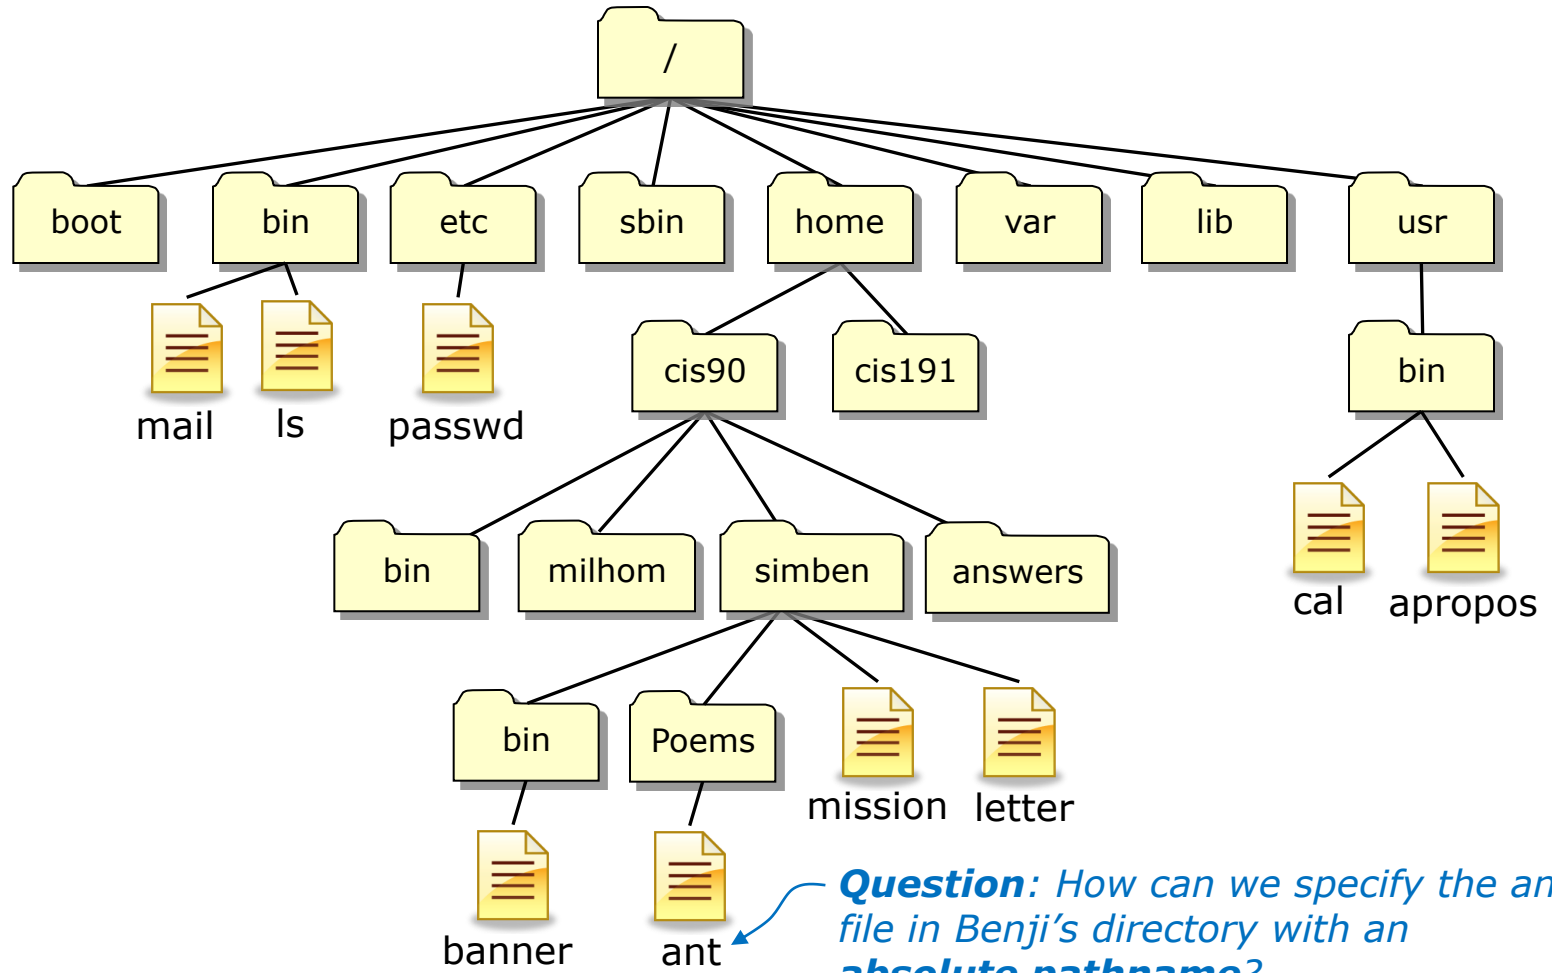 /
boot
bin
etc
sbin
home
var
lib
usr
mail
ls
passwd
cis90
cis191
bin
bin
milhom
simben
answers
cal
apropos
bin
Poems
mission
letter
banner
ant
Question: How can we specify the an
file in Benji’s directory with an
absolute pathname?